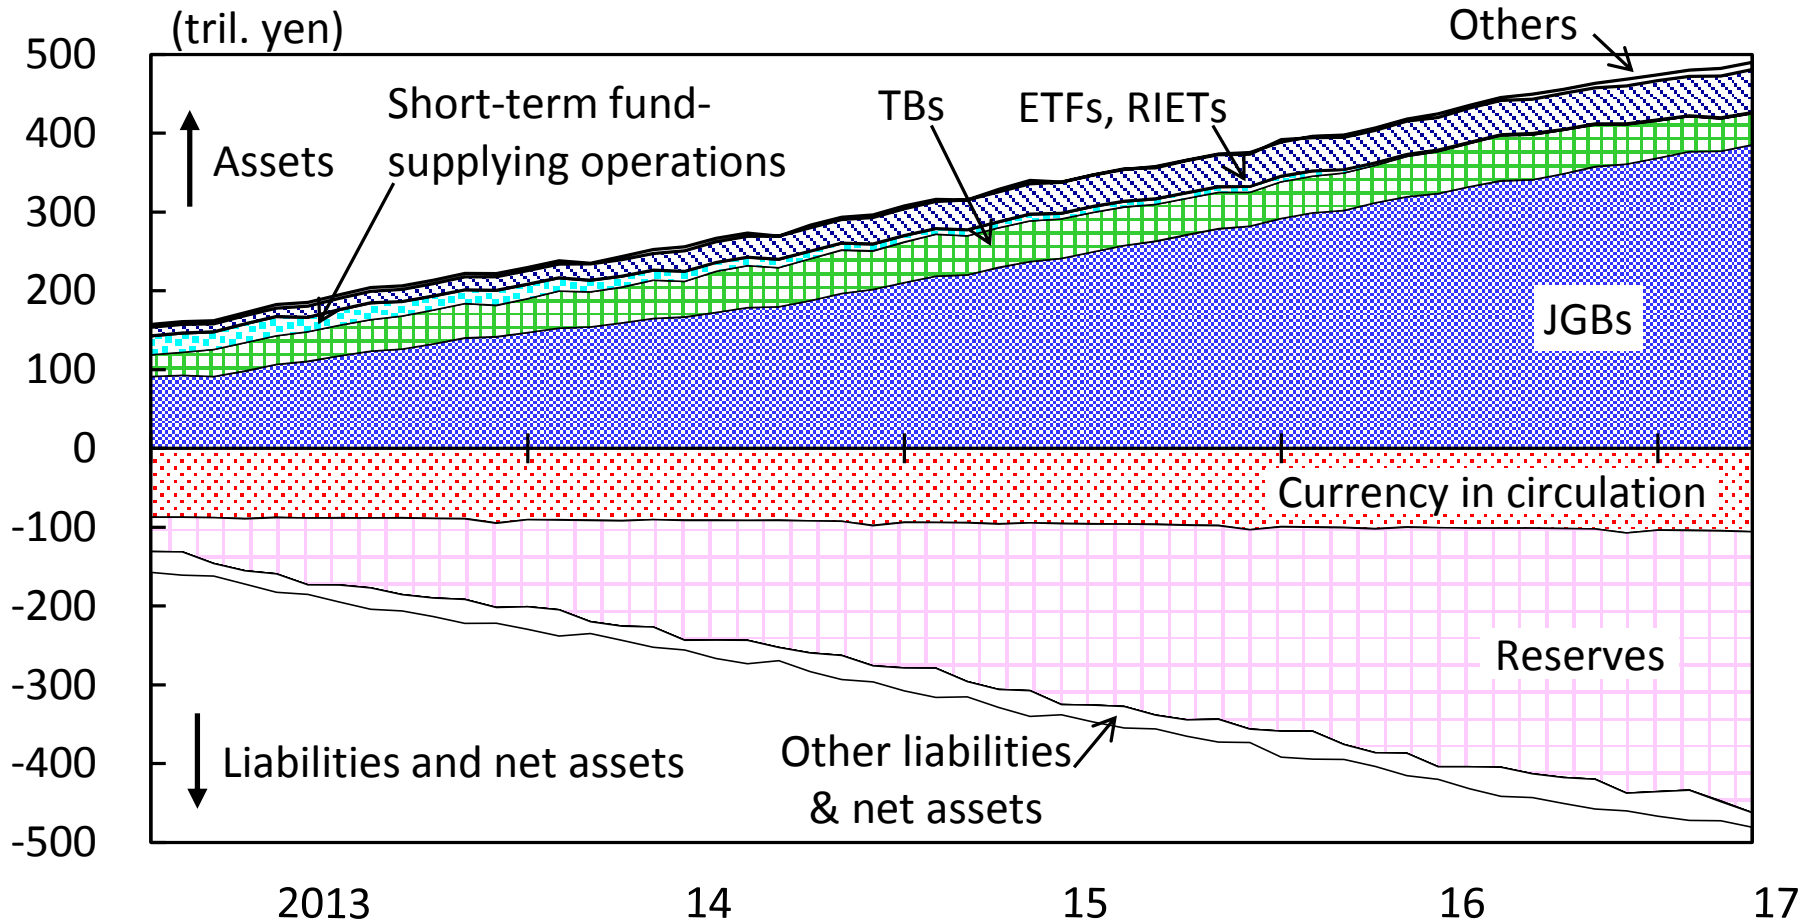 (tril. yen)
Others
500
400
300
200
100
0
-100
-200
-300
-400
-500
Short-term fund-
supplying operations
TBs
ETFs, RIETs
Assets
JGBs
Currency in circulation
Reserves
Other liabilities
& net assets
Liabilities and net assets
2013
14
15
16
17